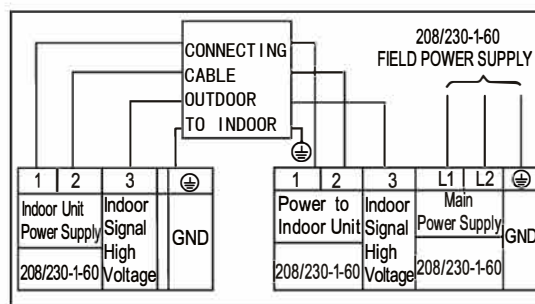 CONNECTING
CABLE
OUTDOOR
TO INDOOR
208/230-1-60
FIELD POWER SUPPLY
1 2 3
Indoor Unit
Power Supply
208/230-1-60
Indoor
Signal
High
Voltage
GND
1 2 3 L1 L2
Power to
Indoor Unit
208/230-1-60
Indoor
Signal
High
Voltage
Main
Power Supply
208/230-1-60
GND